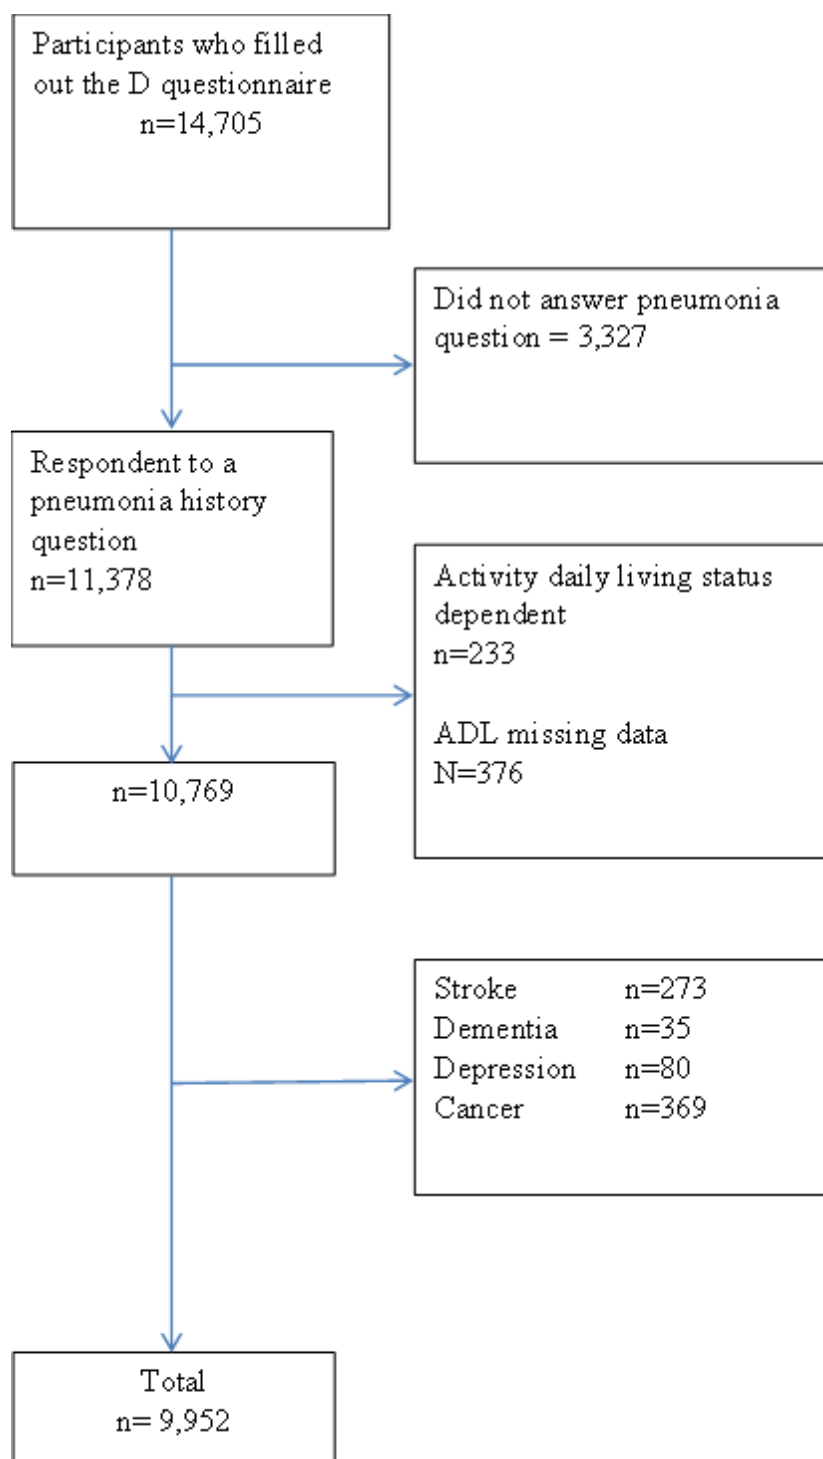 Participants who filled
out the D questionnaire
n=14,705
Did not answer pneumonia
question = 3,327
Respondent to a
pneumonia history
question
n=11,378
Activity daily living status
dependent
n=233
ADL missing data
N=376
n=10,769
Stroke n=273
Dementia n=35
Depression n=80
Cancer n=369
Total
n= 9,952